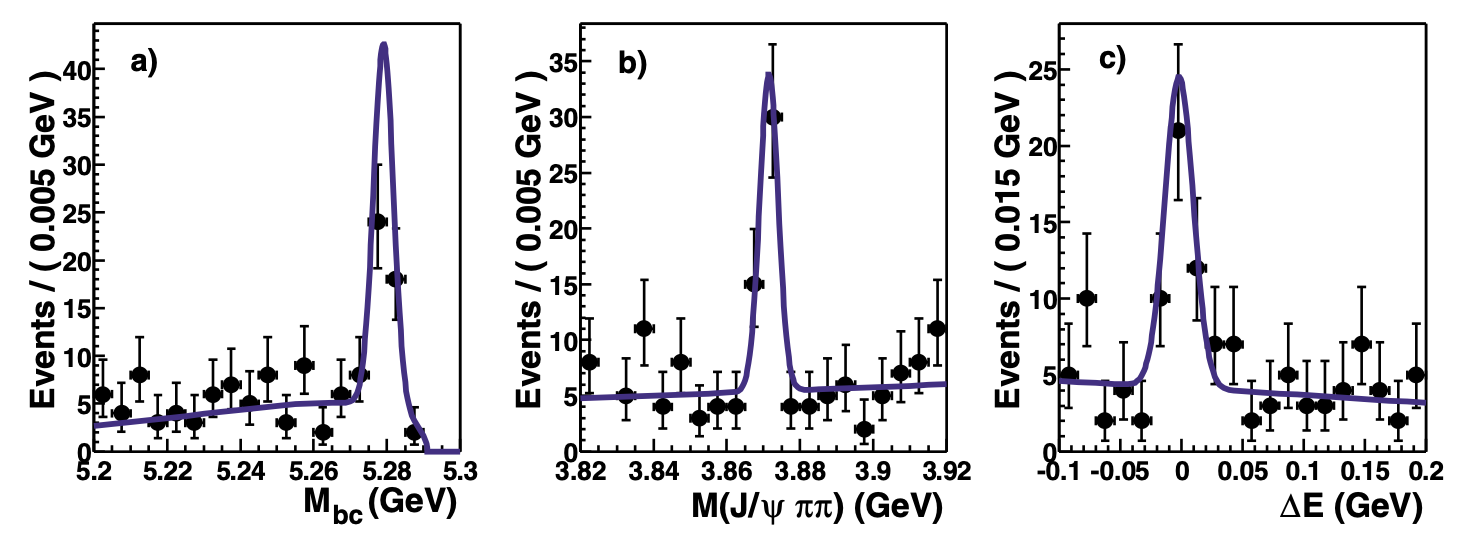 a)
Events / ( 0.005 GeV )
40
35
30
25
20
15
10
5
0
5.2 5.22 5.24 5.26 5.28 5.3
Mbc (GeV)
b)
Events / ( 0.005 GeV )
35
30
25
20
15
10
5
0
3.82 3.84 3.86 3.88 3.9 3.92
M(J/ψ ππ) (GeV)
c)
Events / ( 0.015 GeV )
25
20
15
10
5
0
-0.1 -0.05 0 0.05 0.1 0.15 0.2
ΔE (GeV)